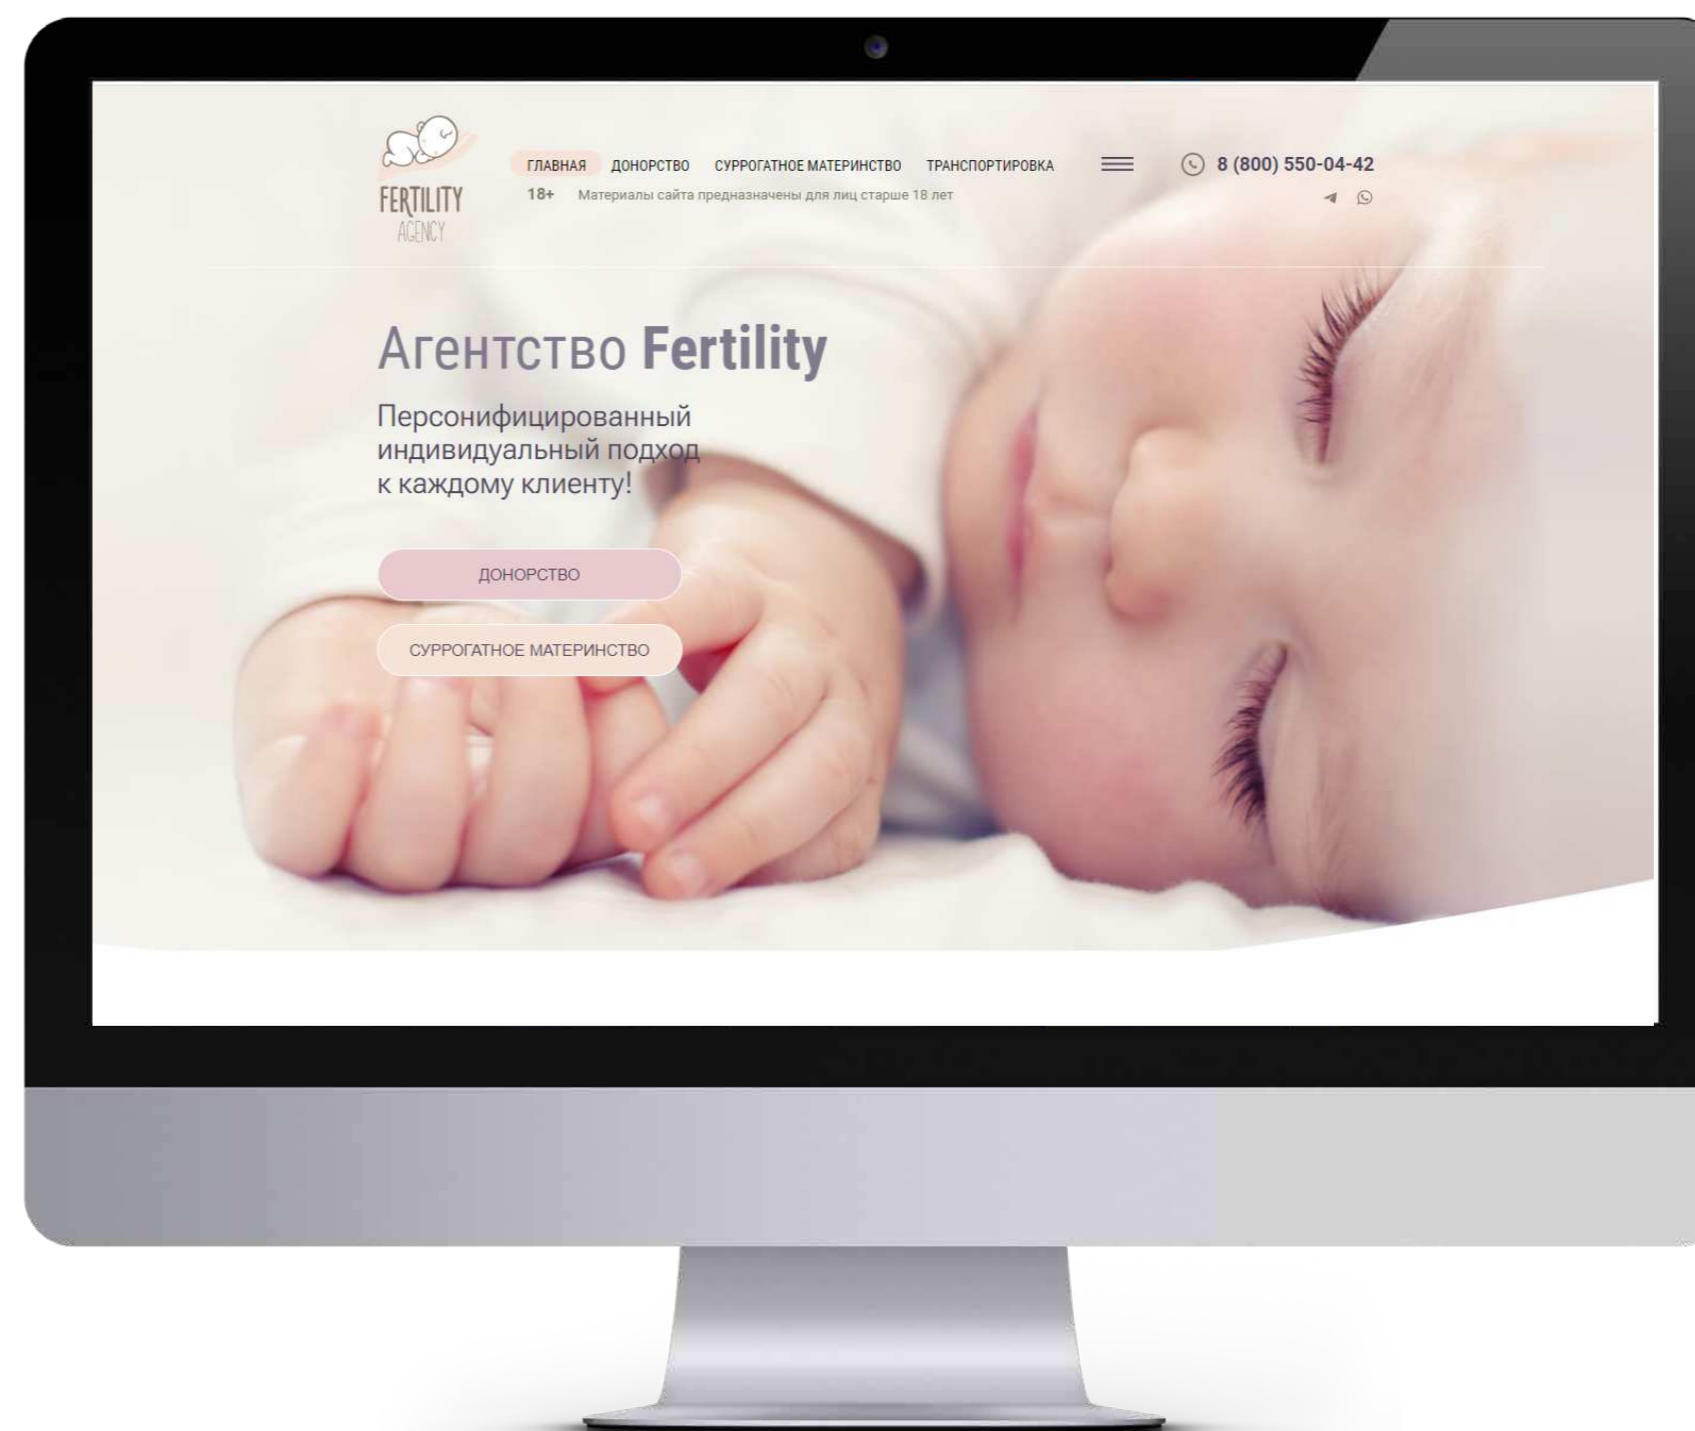 FERTILITY
AGENCY
ГЛАВНАЯ ДОНОРСТВО СУРРОГАТНОЕ МАТЕРИНСТВО ТРАНСПОРТИРОВКА
8 (800) 550-04-42
18+ Материалы сайта предназначены для лиц старше 18 лет
Агентство Fertility
Персонифицированный
индивидуальный подход
к каждому клиенту!
ДОНОРСТВО
СУРРОГАТНОЕ МАТЕРИНСТВО